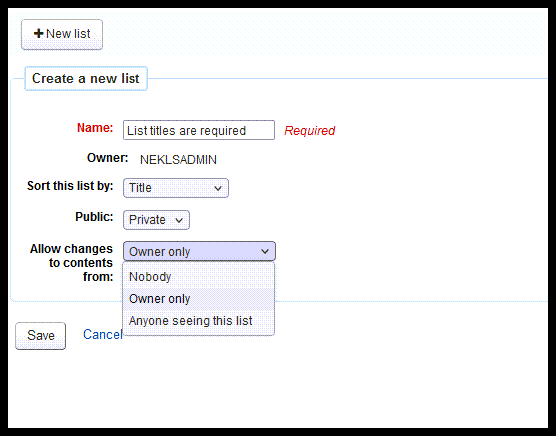 + New list
Create a new list
Name: List titles are required Required
Owner: NEKLSADMIN
Sort this list by: Title
Public: Private
Allow changes
to contents
from:
Owner only
Nobody
Owner only
Anyone seeing this list
Save Cancel